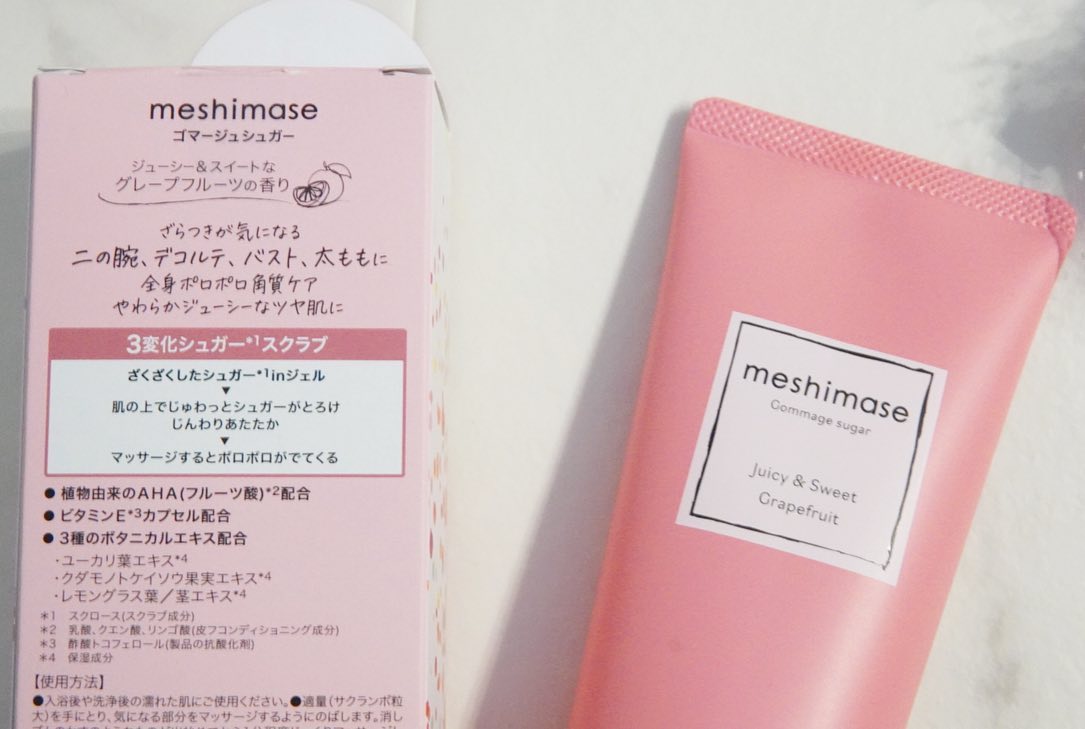 meshimase
ゴマージュシュガー
ジューシー＆スイートな
グレープフルーツの香り
ざらつきが気になる
二の腕、デコルテ、バスト、太ももに
全身ポロポロ角質ケア
やわらかジューシーなツヤ肌に
3変化シュガー*1スクラブ
ざくざくしたシュガー*1inジェル
▼
肌の上でじゅわっとシュガーがとろけ
じんわりあたたか
▼
マッサージするとポロポロがでてくる
●植物由来のAHA(フルーツ酸)*2配合
●ビタミンE*3カプセル配合
●3種のボタニカルエキス配合
・ユーカリ葉エキス*4
・クダモノトケイソウ果実エキス*4
・レモングラス葉／茎エキス*4
*1 スクロース(スクラブ成分)
*2 乳酸、クエン酸、リンゴ酸(皮フコンディショニング成分)
*3 酢酸トコフェロール(製品の抗酸化剤)
*4 保湿成分
【使用方法】
●入浴後や洗浄後の濡れた肌にご使用ください。●適量（サクランボ粒
大）を手にとり、気になる部分をマッサージするようにのばします。消し
meshimase
Gommage sugar
Juicy & Sweet
Grapefruit